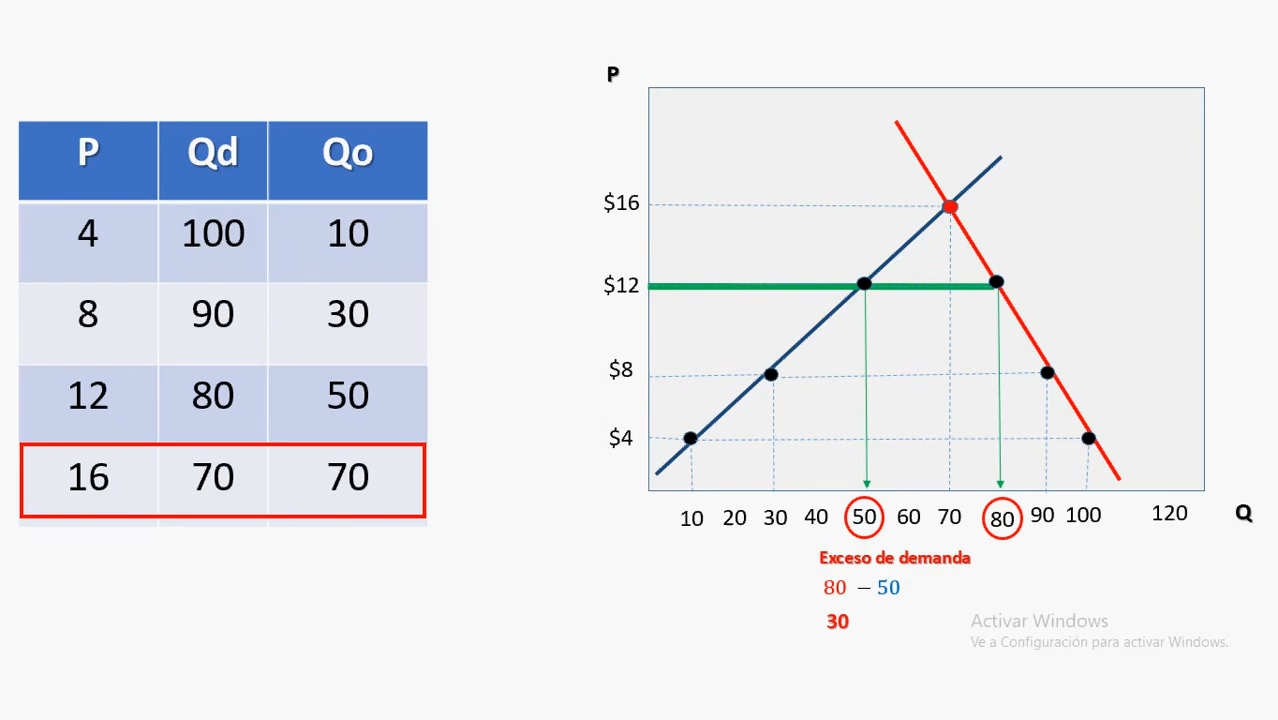 P Qd Qo
4 100 10
8 90 30
12 80 50
16 70 70
P
$16
$12
$8
$4
10 20 30 40 50 60 70 80 90 100 120 Q
Exceso de demanda
80 − 50
30
Activar Windows
Ve a Configuración para activar Windows.